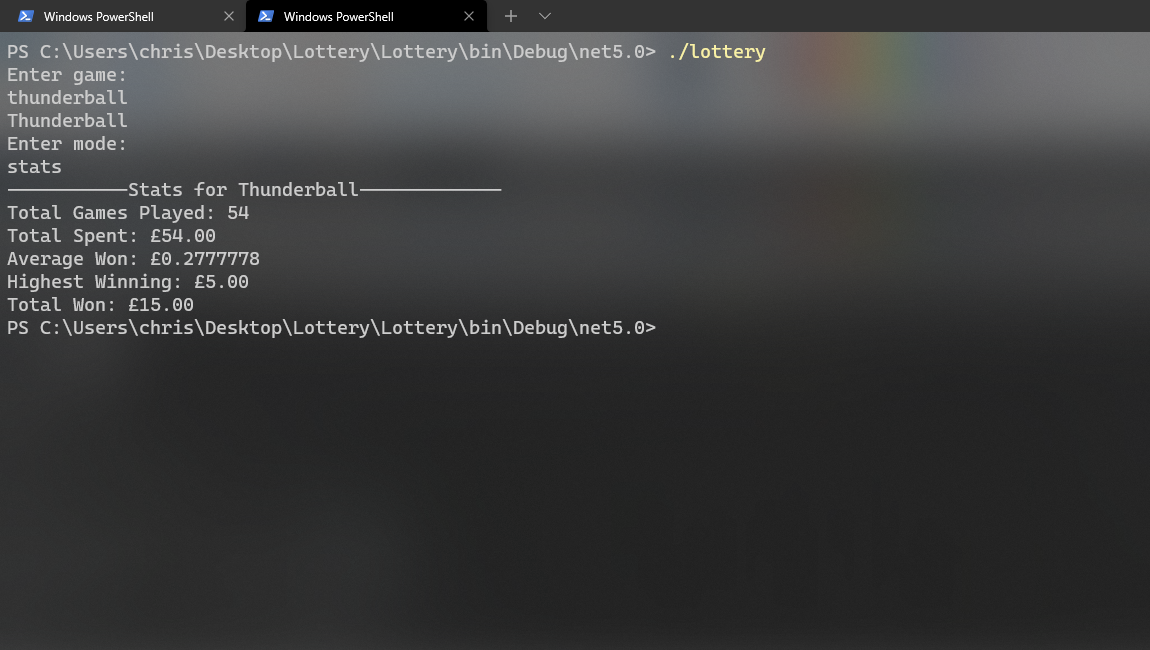 Windows PowerShell
Windows PowerShell
PS C:\Users\chris\Desktop\Lottery\Lottery\bin\Debug\net5.0> ./lottery
Enter game:
thunderball
Thunderball
Enter mode:
stats
───────────Stats for Thunderball─────────────
Total Games Played: 54
Total Spent: £54.00
Average Won: £0.2777778
Highest Winning: £5.00
Total Won: £15.00
PS C:\Users\chris\Desktop\Lottery\Lottery\bin\Debug\net5.0>